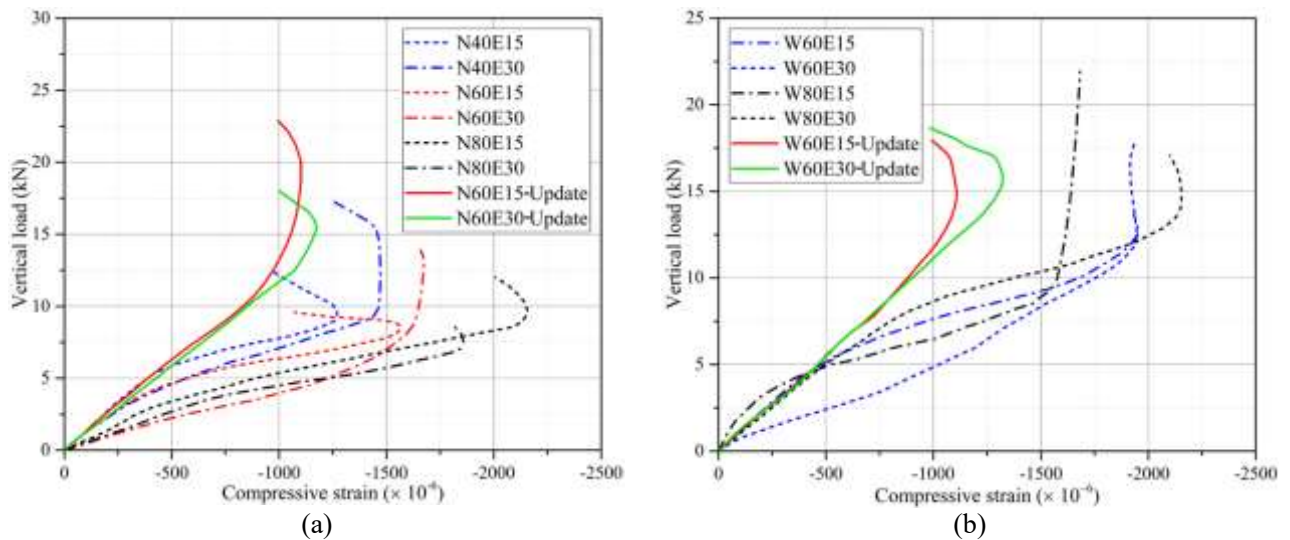 30
25
20
15
10
5
0
Vertical load (kN)
N40E15
N40E30
N60E15
N60E30
N80E15
N80E30
N60E15-Update
N60E30-Update
0
-500
-1000
-1500
-2000
-2500
Compressive strain (× 10⁻⁶)
(a)
25
20
15
10
5
0
Vertical load (kN)
W60E15
W60E30
W80E15
W80E30
W60E15-Update
W60E30-Update
0
-500
-1000
-1500
-2000
-2500
Compressive strain (× 10⁻⁶)
(b)